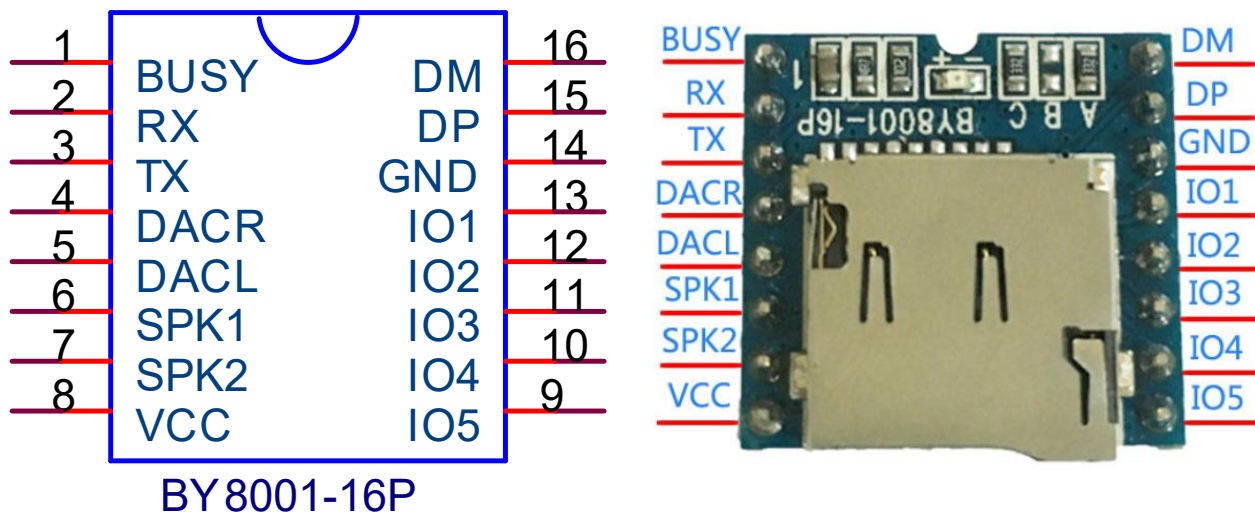 1 BUSY DM 16
2 RX DP 15
3 TX GND 14
4 DACR IO1 13
5 DACL IO2 12
6 SPK1 IO3 11
7 SPK2 IO4 10
8 VCC IO5 9
BY8001-16P
BUSY DM
RX DP
TX GND
DACR IO1
DACL IO2
SPK1 IO3
SPK2 IO4
VCC IO5
1 + - 
BY8001-16P C B A